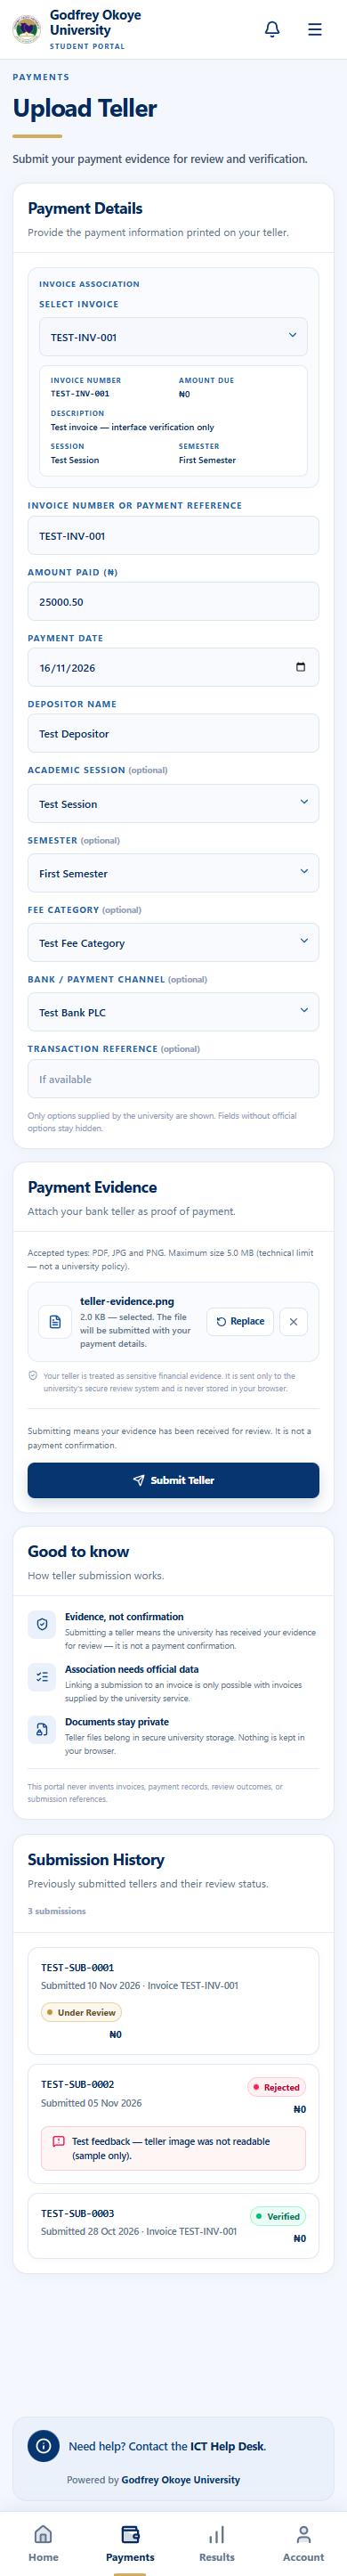 Godfrey Okoye
University
STUDENT PORTAL
PAYMENTS
Upload Teller
Submit your payment evidence for review and verification.
Payment Details
Provide the payment information printed on your teller.
INVOICE ASSOCIATION
SELECT INVOICE
TEST-INV-001
INVOICE NUMBER AMOUNT DUE
TEST-INV-001 ₦0
DESCRIPTION
Test invoice — interface verification only
SESSION SEMESTER
Test Session First Semester
INVOICE NUMBER OR PAYMENT REFERENCE
TEST-INV-001
AMOUNT PAID (₦)
25000.50
PAYMENT DATE
16/11/2026
DEPOSITOR NAME
Test Depositor
ACADEMIC SESSION (optional)
Test Session
SEMESTER (optional)
First Semester
FEE CATEGORY (optional)
Test Fee Category
BANK / PAYMENT CHANNEL (optional)
Test Bank PLC
TRANSACTION REFERENCE (optional)
If available
Only options supplied by the university are shown. Fields without official
options stay hidden.
Payment Evidence
Attach your bank teller as proof of payment.
Accepted types: PDF, JPG and PNG. Maximum size 5.0 MB (technical limit
— not a university policy).
teller-evidence.png
2.0 KB — selected. The file
will be submitted with your
payment details.
Replace
Your teller is treated as sensitive financial evidence. It is sent only to the
university's secure review system and is never stored in your browser.
Submitting means your evidence has been received for review. It is not a
payment confirmation.
Submit Teller
Good to know
How teller submission works.
Evidence, not confirmation
Submitting a teller means the university has received your evidence
for review — it is not a payment confirmation.
Association needs official data
Linking a submission to an invoice is only possible with invoices
supplied by the university service.
Documents stay private
Teller files belong in secure university storage. Nothing is kept in
your browser.
This portal never invents invoices, payment records, review outcomes, or
submission references.
Submission History
Previously submitted tellers and their review status.
3 submissions
TEST-SUB-0001
Submitted 10 Nov 2026 · Invoice TEST-INV-001
Under Review
₦0
TEST-SUB-0002 Rejected
Submitted 05 Nov 2026 ₦0
Test feedback — teller image was not readable
(sample only).
TEST-SUB-0003 Verified
Submitted 28 Oct 2026 · Invoice TEST-INV-001 ₦0
Need help? Contact the ICT Help Desk.
Powered by Godfrey Okoye University
Home Payments Results Account